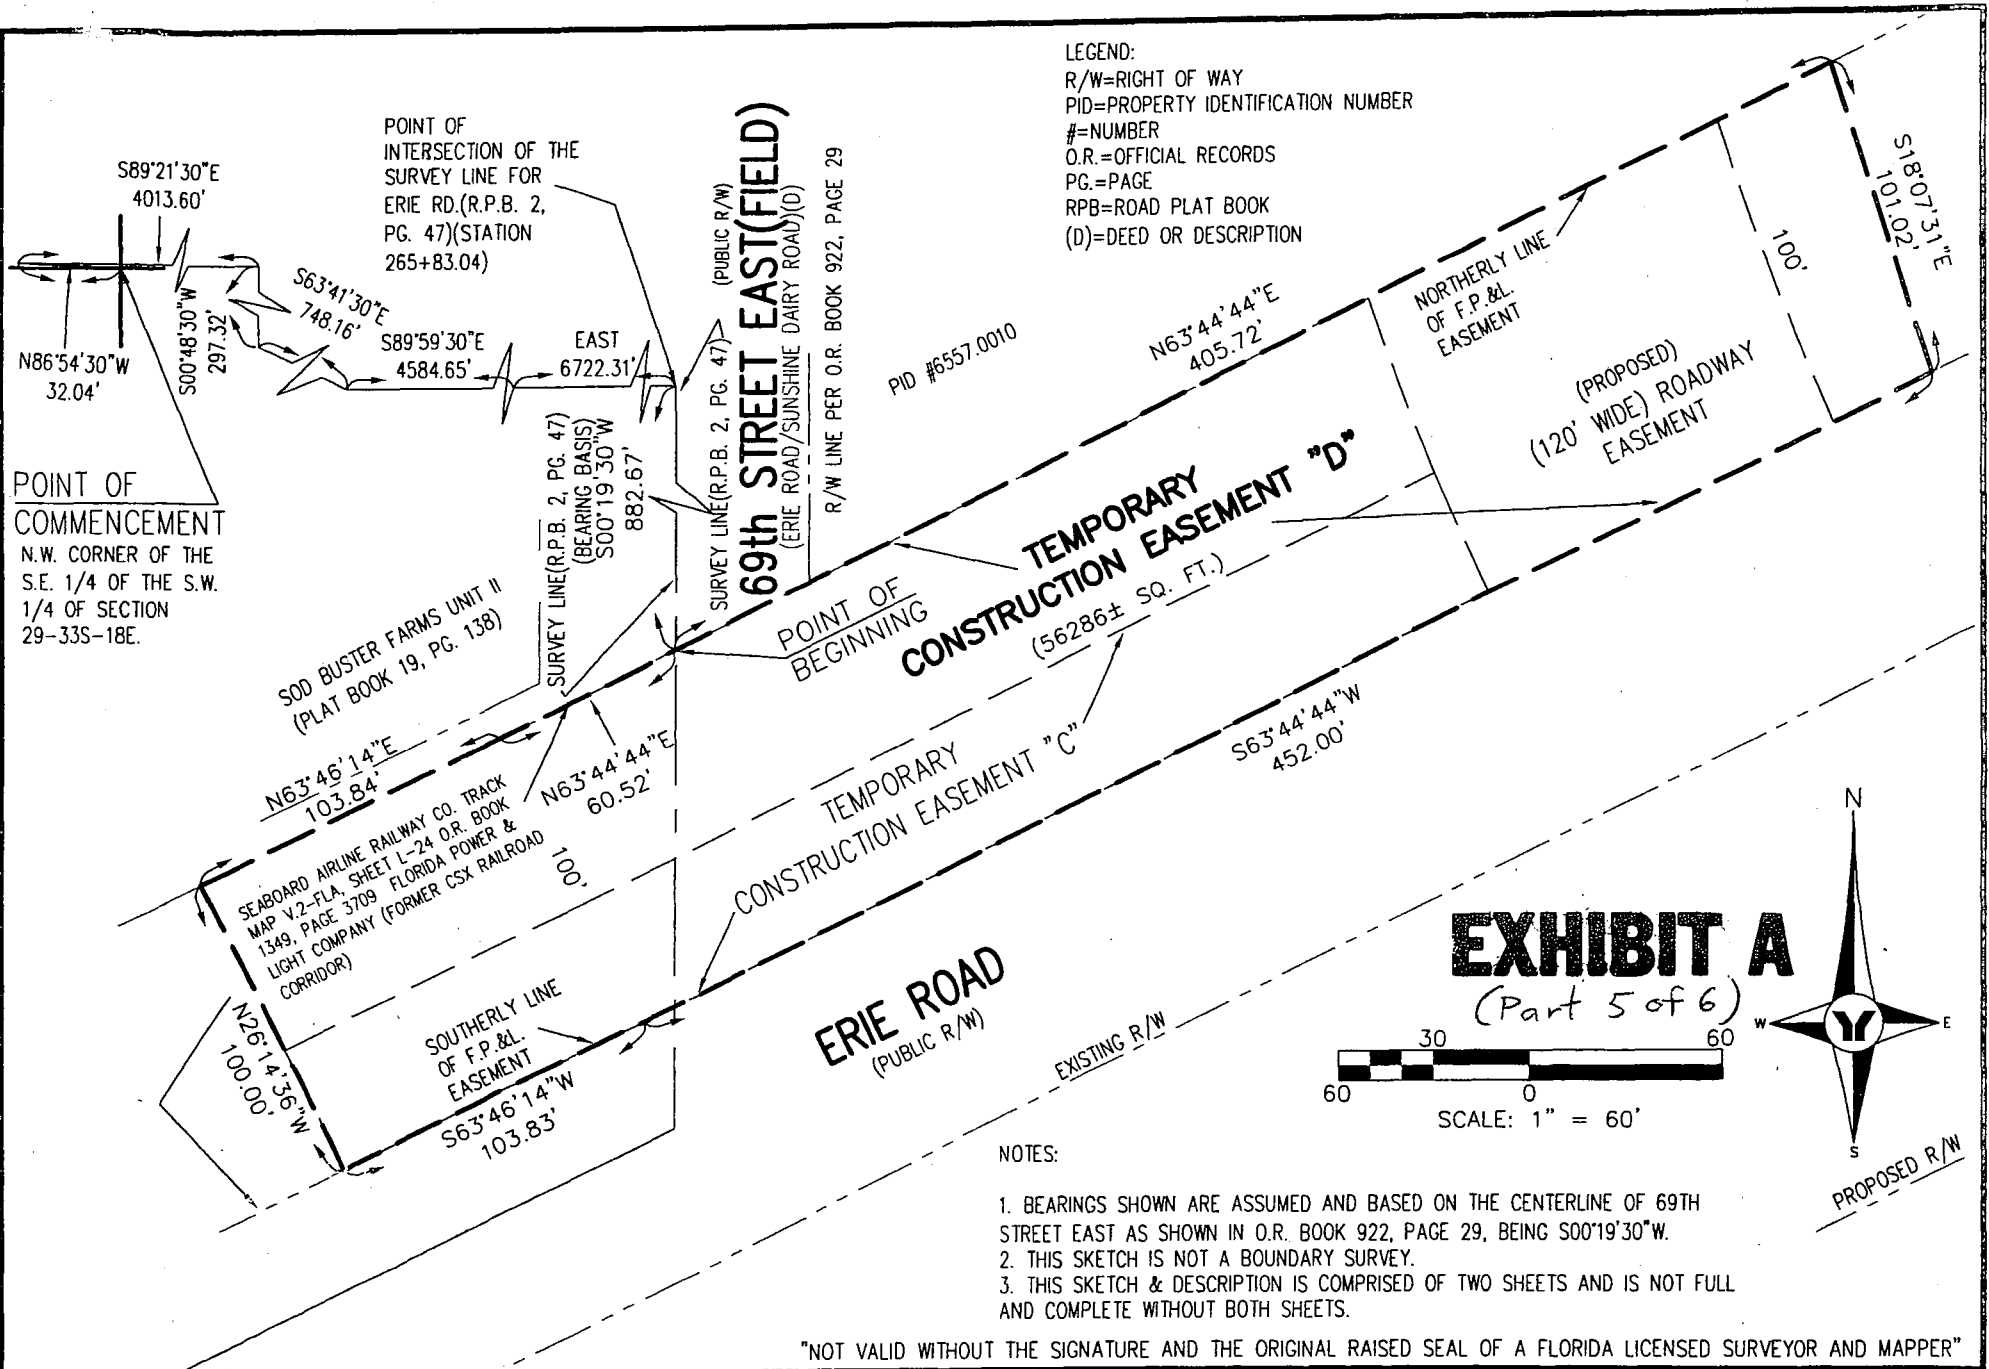 LEGEND:
R/W=RIGHT OF WAY
PID=PROPERTY IDENTIFICATION NUMBER
#=NUMBER
O.R.=OFFICIAL RECORDS
PG.=PAGE
RPB=ROAD PLAT BOOK
(D)=DEED OR DESCRIPTION
POINT OF
INTERSECTION OF THE
SURVEY LINE FOR
ERIE RD.(R.P.B. 2,
PG. 47)(STATION
265+83.04)
S89°21'30"E
4013.60'
N86°54'30"W
32.04'
S00°48'30"W
297.32'
S63°41'30"E
748.16'
S89°59'30"E
4584.65'
EAST
6722.31'
POINT OF
COMMENCEMENT
N.W. CORNER OF THE
S.E. 1/4 OF THE S.W.
1/4 OF SECTION
29-33S-18E.
SURVEY LINE(R.P.B. 2, PG. 47)
(BEARING BASIS)
S00°19'30"W
882.67'
SURVEY LINE(R.P.B. 2, PG. 47)
(PUBLIC R/W)
69th STREET EAST(FIELD)
(ERIE ROAD/SUNSHINE DAIRY ROAD)(D)
R/W LINE PER O.R. BOOK 922, PAGE 29
PID #6557.0010
N63°44'44"E
405.72'
NORTHERLY LINE
OF F.P.&L.
EASEMENT
100'
S18°07'31"E
101.02'
(PROPOSED)
(120' WIDE) ROADWAY
EASEMENT
TEMPORARY
CONSTRUCTION EASEMENT "D"
(56286± SQ. FT.)
POINT OF
BEGINNING
SOD BUSTER FARMS UNIT II
(PLAT BOOK 19, PG. 138)
N63°46'14"E
103.84'
N63°44'44"E
60.52'
SEABOARD AIRLINE RAILWAY CO. TRACK
MAP V.2-FLA, SHEET L-24 O.R. BOOK
1349, PAGE 3709 FLORIDA POWER &
LIGHT COMPANY (FORMER CSX RAILROAD
CORRIDOR)
100'
TEMPORARY
CONSTRUCTION EASEMENT "C"
S63°44'44"W
452.00'
N26°14'36"W
100.00'
SOUTHERLY LINE
OF F.P.&L.
EASEMENT
S63°46'14"W
103.83'
ERIE ROAD
(PUBLIC R/W)
EXISTING R/W
PROPOSED R/W
EXHIBIT A
(Part 5 of 6)
N
W
E
S
30
60
60
0
SCALE: 1" = 60'
NOTES:
1. BEARINGS SHOWN ARE ASSUMED AND BASED ON THE CENTERLINE OF 69TH
STREET EAST AS SHOWN IN O.R. BOOK 922, PAGE 29, BEING S00°19'30"W.
2. THIS SKETCH IS NOT A BOUNDARY SURVEY.
3. THIS SKETCH & DESCRIPTION IS COMPRISED OF TWO SHEETS AND IS NOT FULL
AND COMPLETE WITHOUT BOTH SHEETS.
"NOT VALID WITHOUT THE SIGNATURE AND THE ORIGINAL RAISED SEAL OF A FLORIDA LICENSED SURVEYOR AND MAPPER"